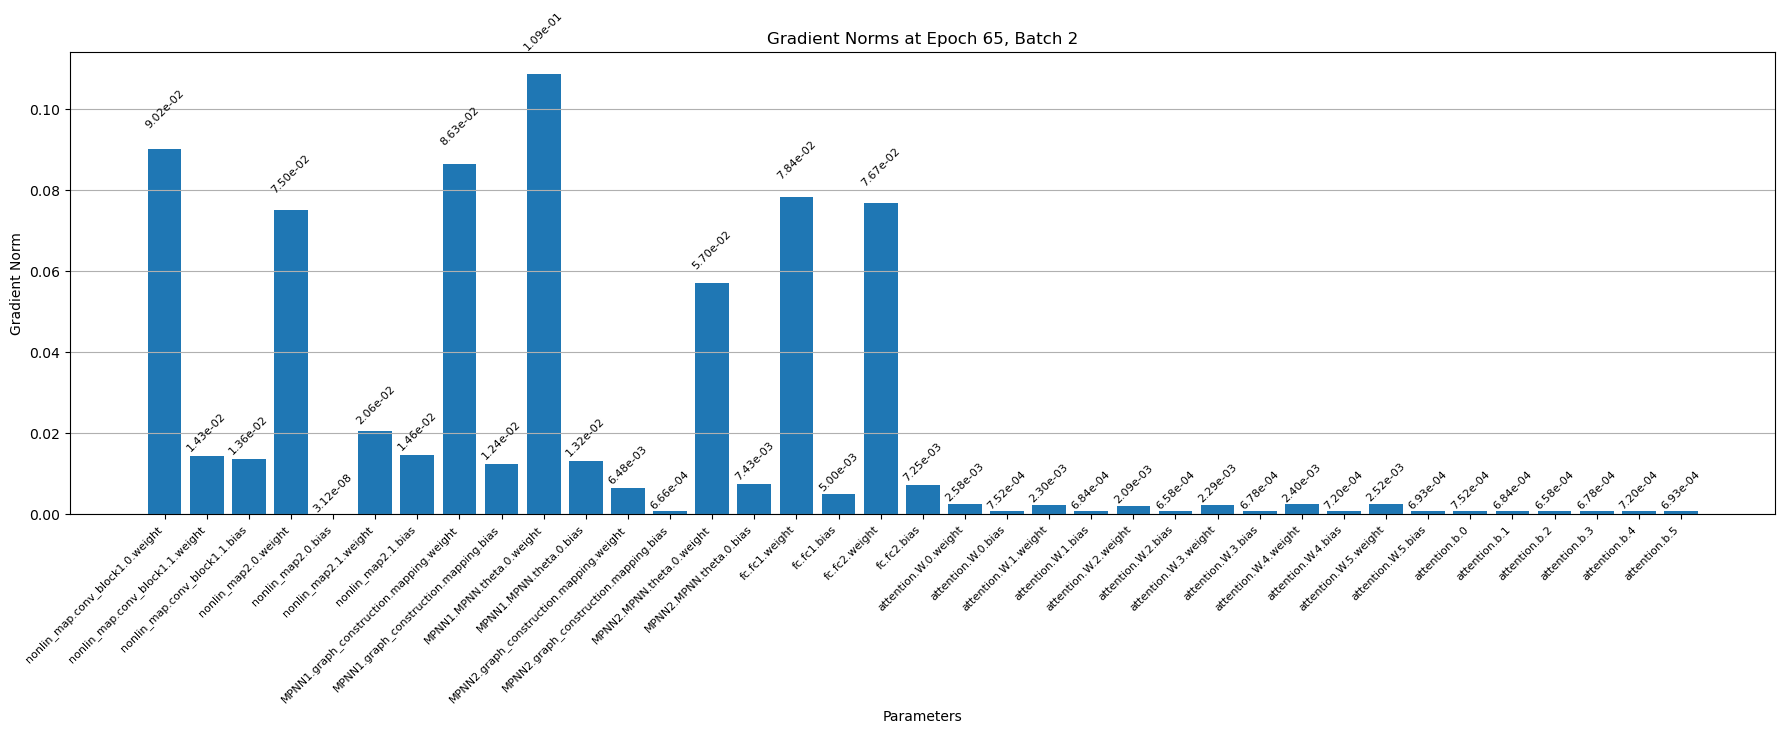 Gradient Norms at Epoch 65, Batch 2
Gradient Norm
0.10
0.08
0.06
0.04
0.02
0.00
9.02e-02
1.43e-02
1.36e-02
7.50e-02
3.12e-08
2.06e-02
1.46e-02
8.63e-02
1.24e-02
1.09e-01
1.32e-02
6.48e-03
6.66e-04
5.70e-02
7.43e-03
7.84e-02
5.00e-03
7.67e-02
7.25e-03
2.58e-03
7.52e-04
2.30e-03
6.84e-04
2.09e-03
6.58e-04
2.29e-03
6.78e-04
2.40e-03
7.20e-04
2.52e-03
6.93e-04
7.52e-04
6.84e-04
6.58e-04
6.78e-04
7.20e-04
6.93e-04
nonlin_map.conv_block1.0.weight
nonlin_map.conv_block1.1.weight
nonlin_map.conv_block1.1.bias
nonlin_map2.0.weight
nonlin_map2.0.bias
nonlin_map2.1.weight
nonlin_map2.1.bias
MPNN1.graph_construction.mapping.weight
MPNN1.graph_construction.mapping.bias
MPNN1.MPNN.theta.0.weight
MPNN1.MPNN.theta.0.bias
MPNN2.graph_construction.mapping.weight
MPNN2.graph_construction.mapping.bias
MPNN2.MPNN.theta.0.weight
MPNN2.MPNN.theta.0.bias
fc.fc1.weight
fc.fc1.bias
fc.fc2.weight
fc.fc2.bias
attention.W.0.weight
attention.W.0.bias
attention.W.1.weight
attention.W.1.bias
attention.W.2.weight
attention.W.2.bias
attention.W.3.weight
attention.W.3.bias
attention.W.4.weight
attention.W.4.bias
attention.W.5.weight
attention.W.5.bias
attention.b.0
attention.b.1
attention.b.2
attention.b.3
attention.b.4
attention.b.5
Parameters